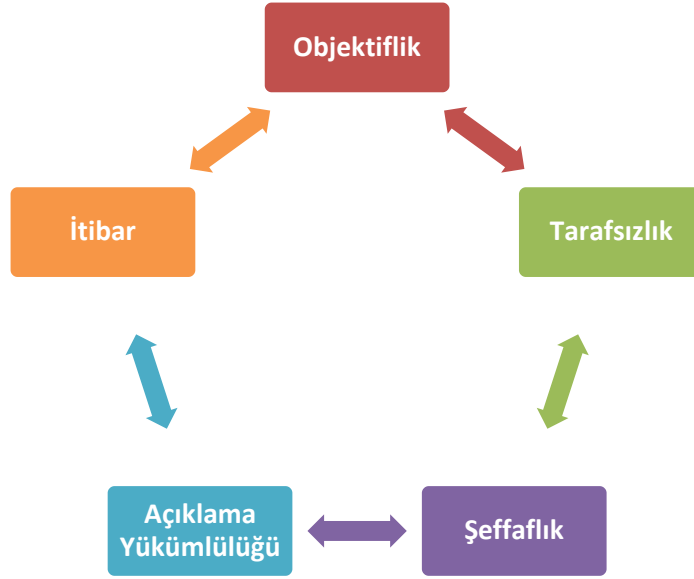 Objektiflik
İtibar
Tarafsızlık
Açıklama
Yükümlülüğü
Şeffaflık